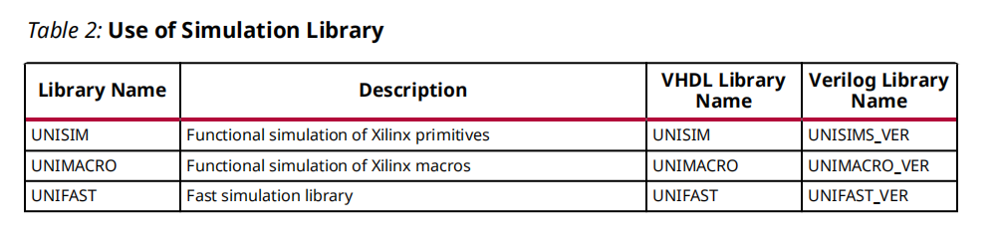 Table 2: Use of Simulation Library
Library Name Description VHDL Library Name Verilog Library Name
UNISIM Functional simulation of Xilinx primitives UNISIM UNISIMS_VER
UNIMACRO Functional simulation of Xilinx macros UNIMACRO UNIMACRO_VER
UNIFAST Fast simulation library UNIFAST UNIFAST_VER